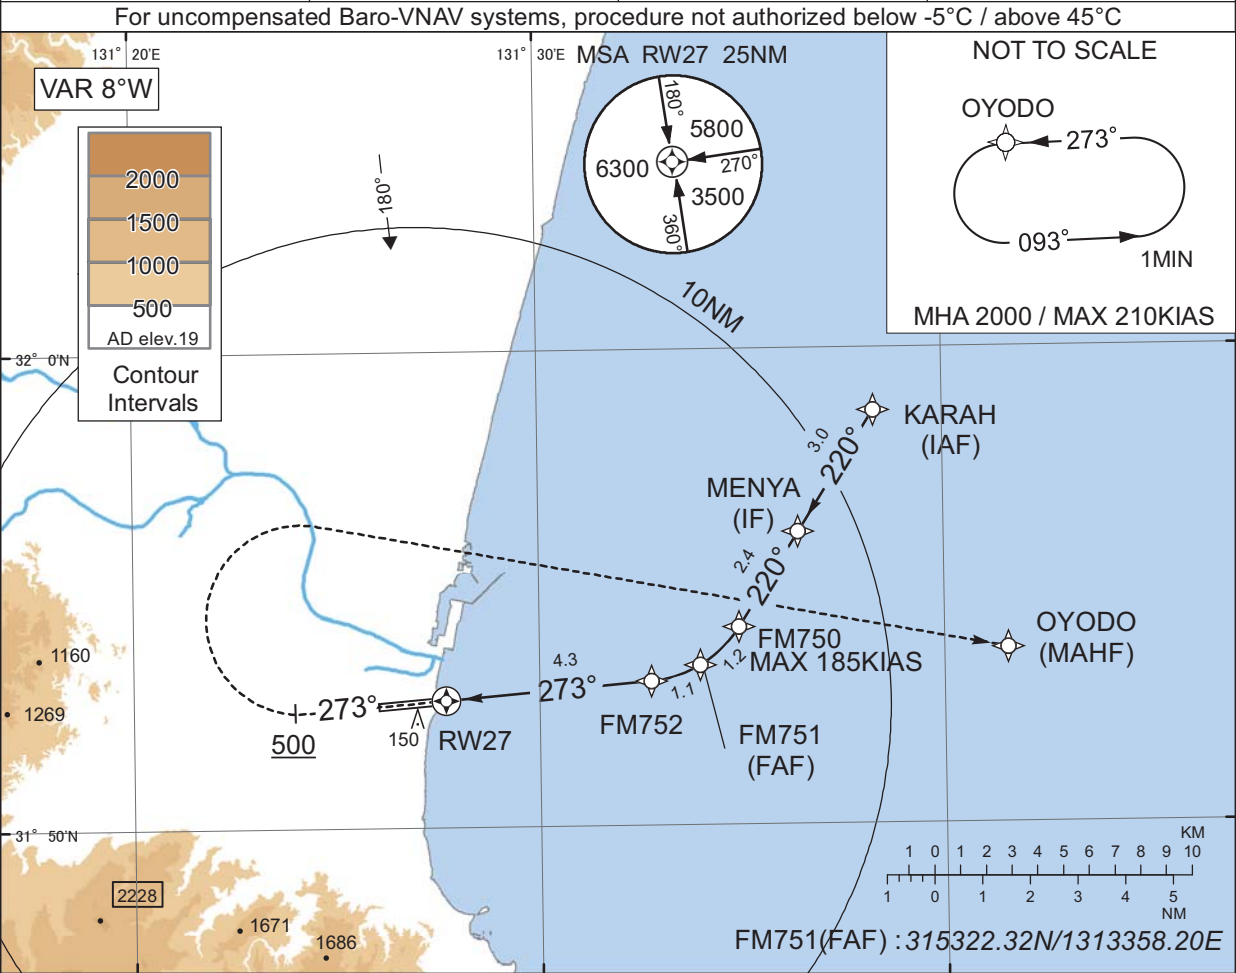 For uncompensated Baro-VNAV systems, procedure not authorized below -5°C / above 45°C
131° 20'E
131° 30'E
MSA RW27 25NM
NOT TO SCALE
VAR 8°W
180°
5800
6300
270°
3500
360°
OYODO
273°
093°
1MIN
MHA 2000 / MAX 210KIAS
2000
1500
1000
500
AD elev.19
Contour
Intervals
180°
10NM
32° 0'N
KARAH
(IAF)
3.0
220°
MENYA
(IF)
2.4
220°
OYODO
(MAHF)
FM750
MAX 185KIAS
1.2
1.1
4.3
273°
FM752
FM751
(FAF)
273°
500
150
RW27
1160
1269
31° 50'N
2228
1671
1686
KM
1 0 1 2 3 4 5 6 7 8 9 10
1 0 1 2 3 4 5
NM
FM751(FAF) : 315322.32N/1313358.20E